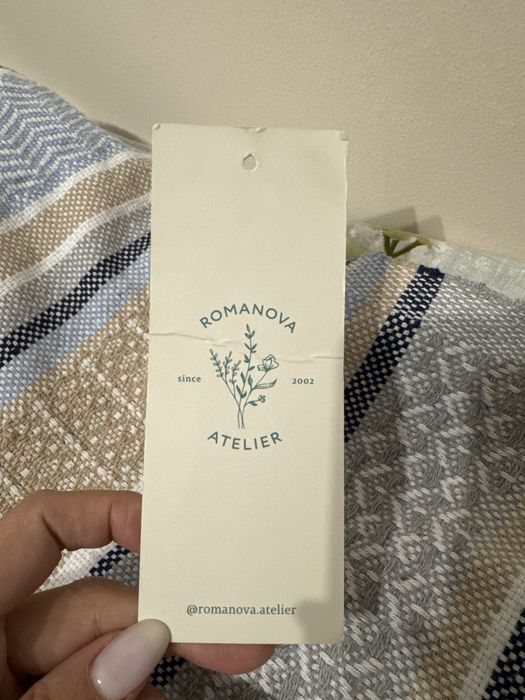 ROMANOVA
since 2002
ATELIER
@romanova.atelier